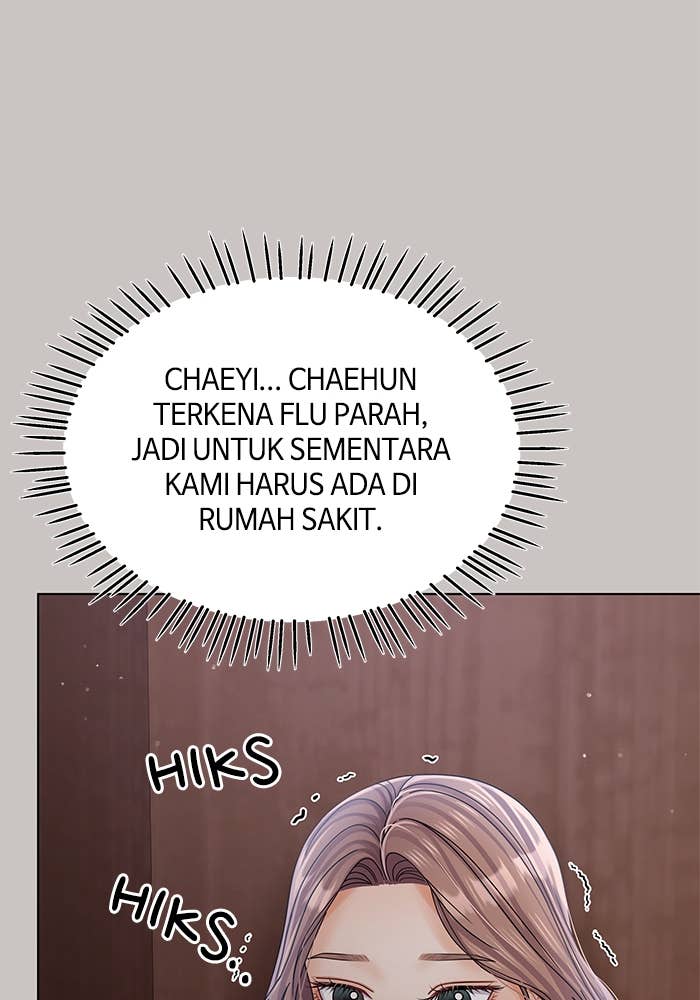 CHAEYI... CHAEHUN
TERKENA FLU PARAH,
JADI UNTUK SEMENTARA
KAMI HARUS ADA DI
RUMAH SAKIT.
HIKS
HIKS...